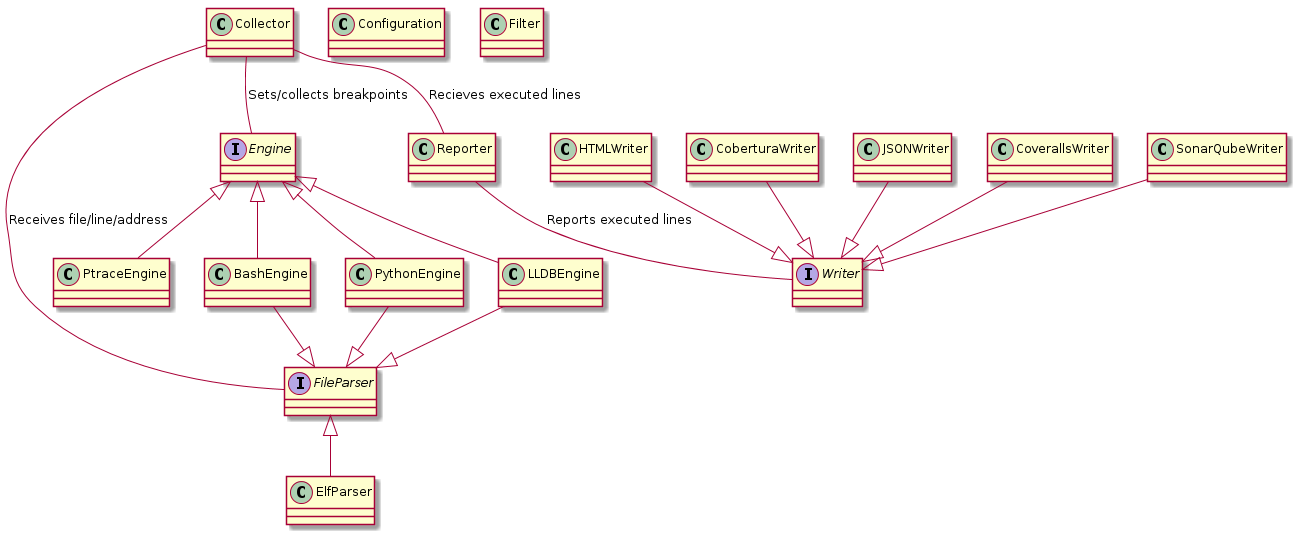 C Collector
C Configuration
C Filter
Sets/collects breakpoints
Recieves executed lines
I Engine
C Reporter
C HTMLWriter
C CoberturaWriter
C JSONWriter
C CoverallsWriter
C SonarQubeWriter
Receives file/line/address
Reports executed lines
C PtraceEngine
C BashEngine
C PythonEngine
C LLDBEngine
I Writer
I FileParser
C ElfParser